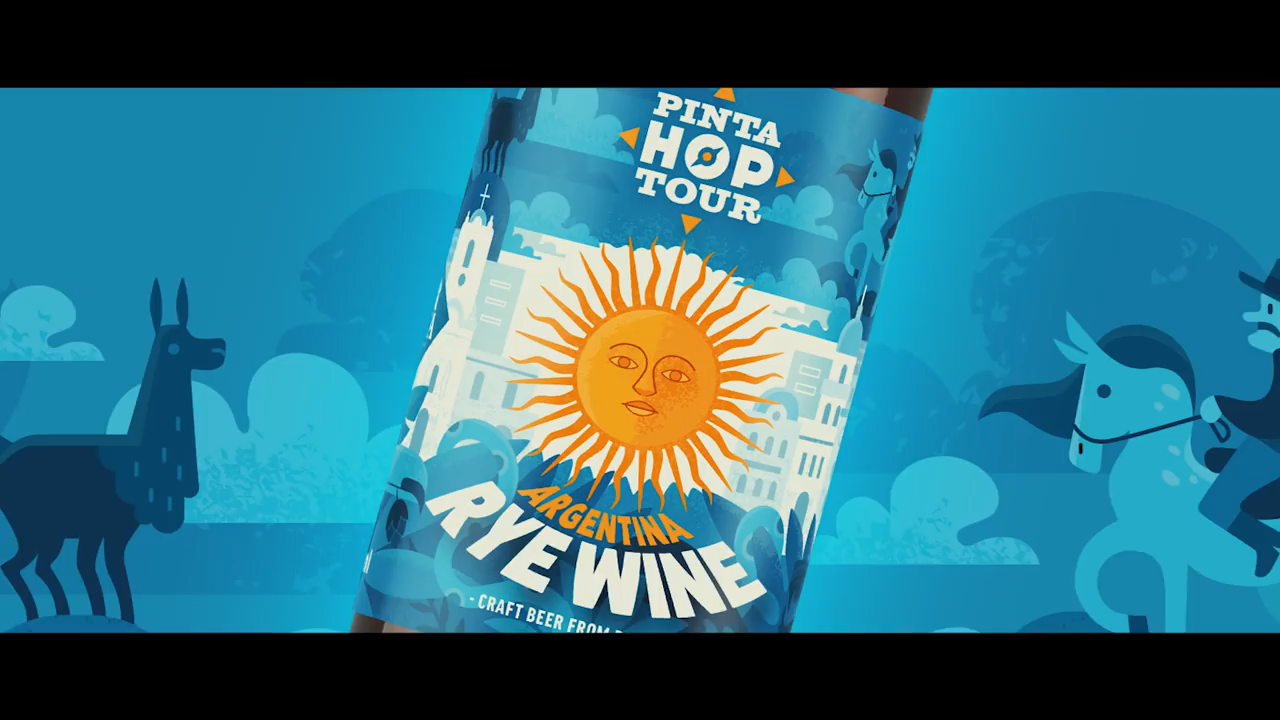 PINTA
HOP
TOUR
ARGENTINA
RYE WINE
- CRAFT BEER FROM